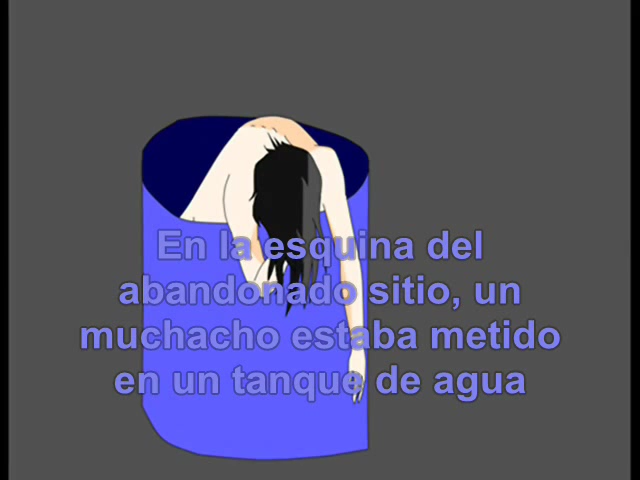 En la esquina del
abandonado sitio, un
muchacho estaba metido
en un tanque de agua